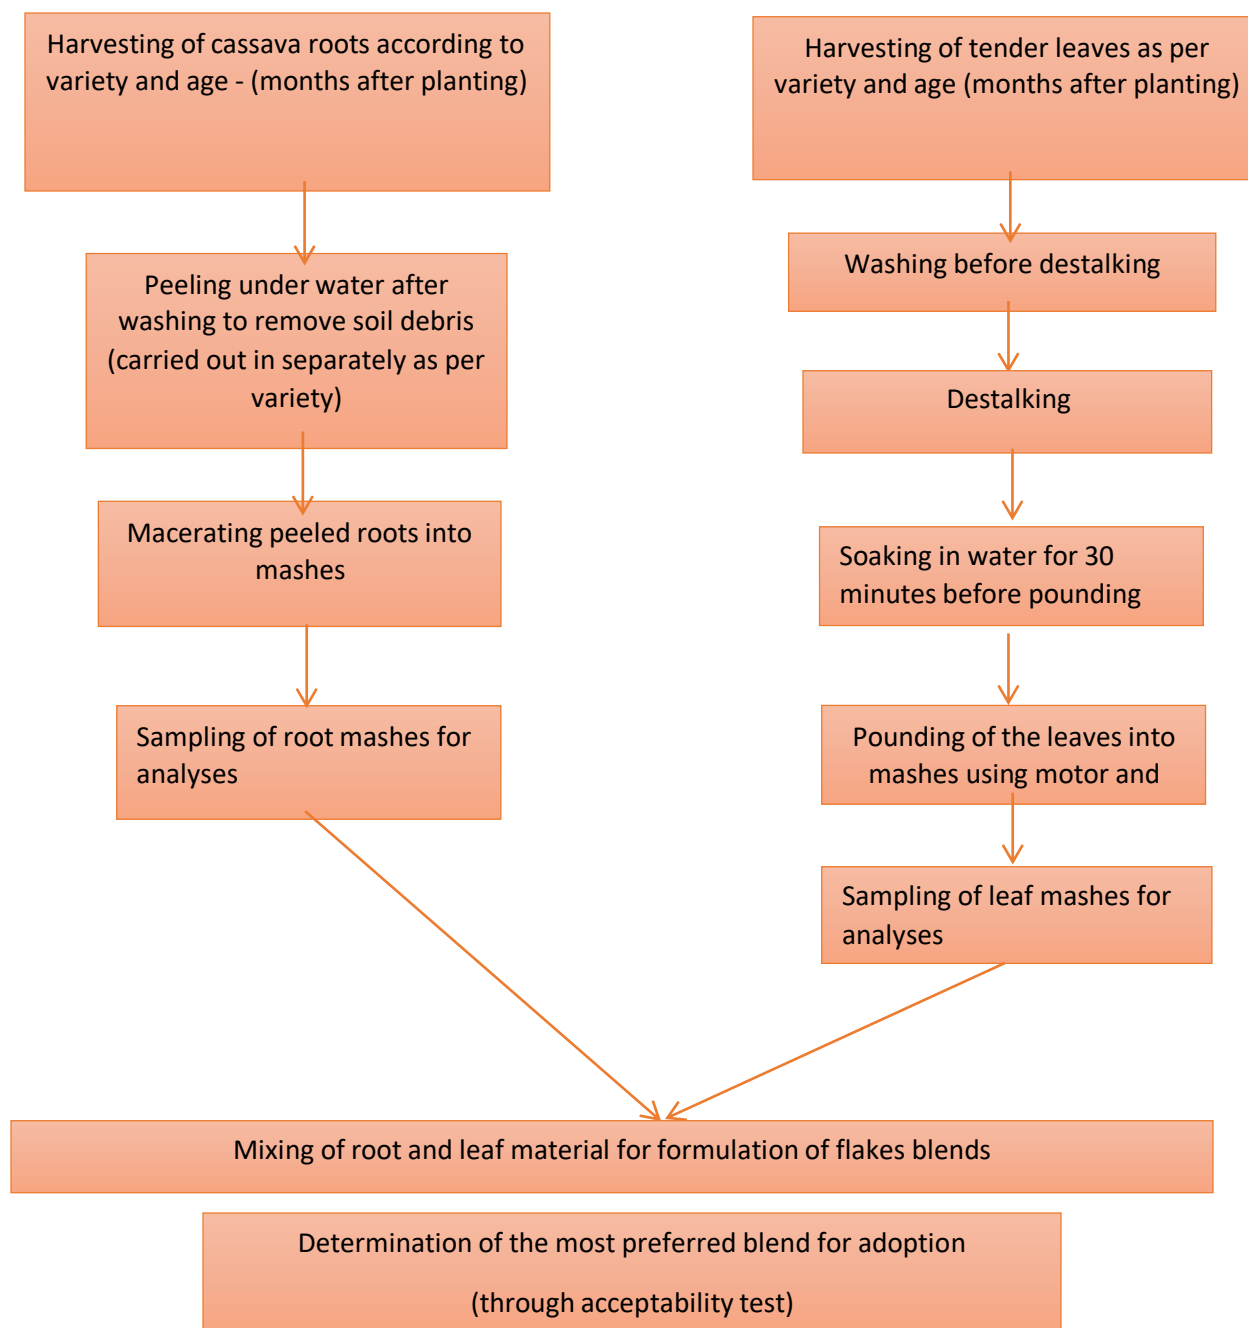 Harvesting of cassava roots according to
variety and age - (months after planting)
Peeling under water after
washing to remove soil debris
(carried out in separately as per
variety)
Macerating peeled roots into
mashes
Sampling of root mashes for
analyses
Harvesting of tender leaves as per
variety and age (months after planting)
Washing before destalking
Destalking
Soaking in water for 30
minutes before pounding
Pounding of the leaves into
mashes using motor and
Sampling of leaf mashes for
analyses
Mixing of root and leaf material for formulation of flakes blends
Determination of the most preferred blend for adoption
(through acceptability test)